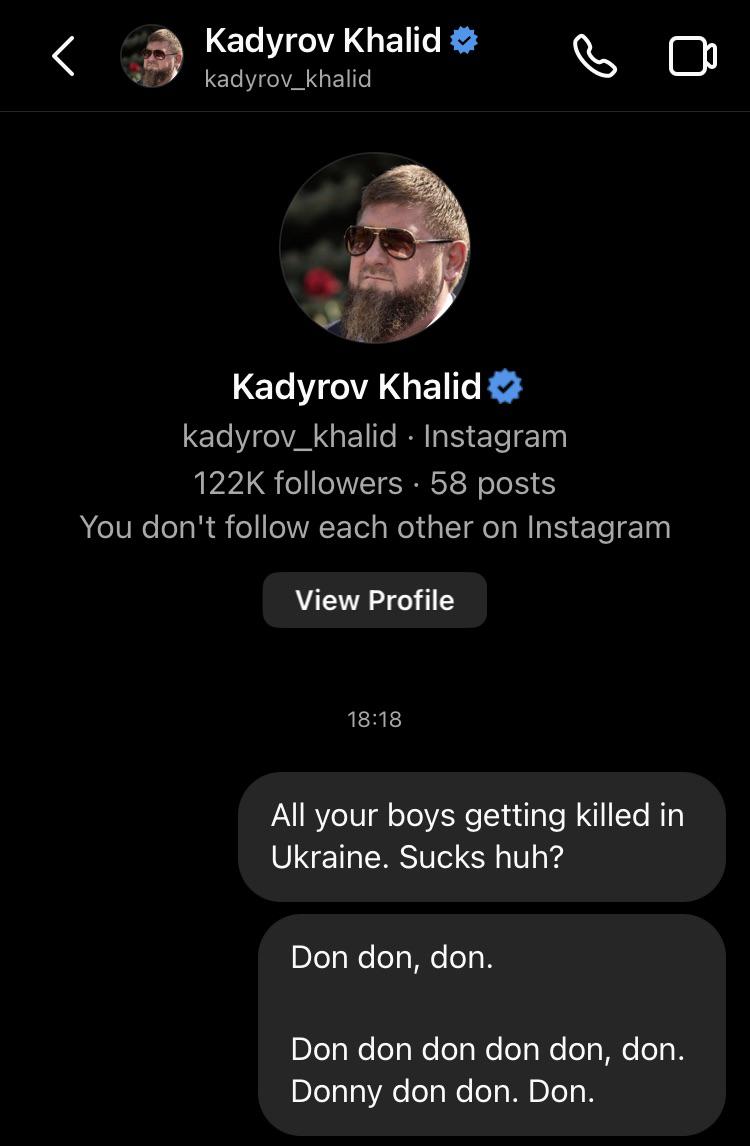 Kadyrov Khalid
kadyrov_khalid
Kadyrov Khalid
kadyrov_khalid · Instagram
122K followers · 58 posts
You don't follow each other on Instagram
View Profile
18:18
All your boys getting killed in
Ukraine. Sucks huh?
Don don, don.
Don don don don don, don.
Donny don don. Don.